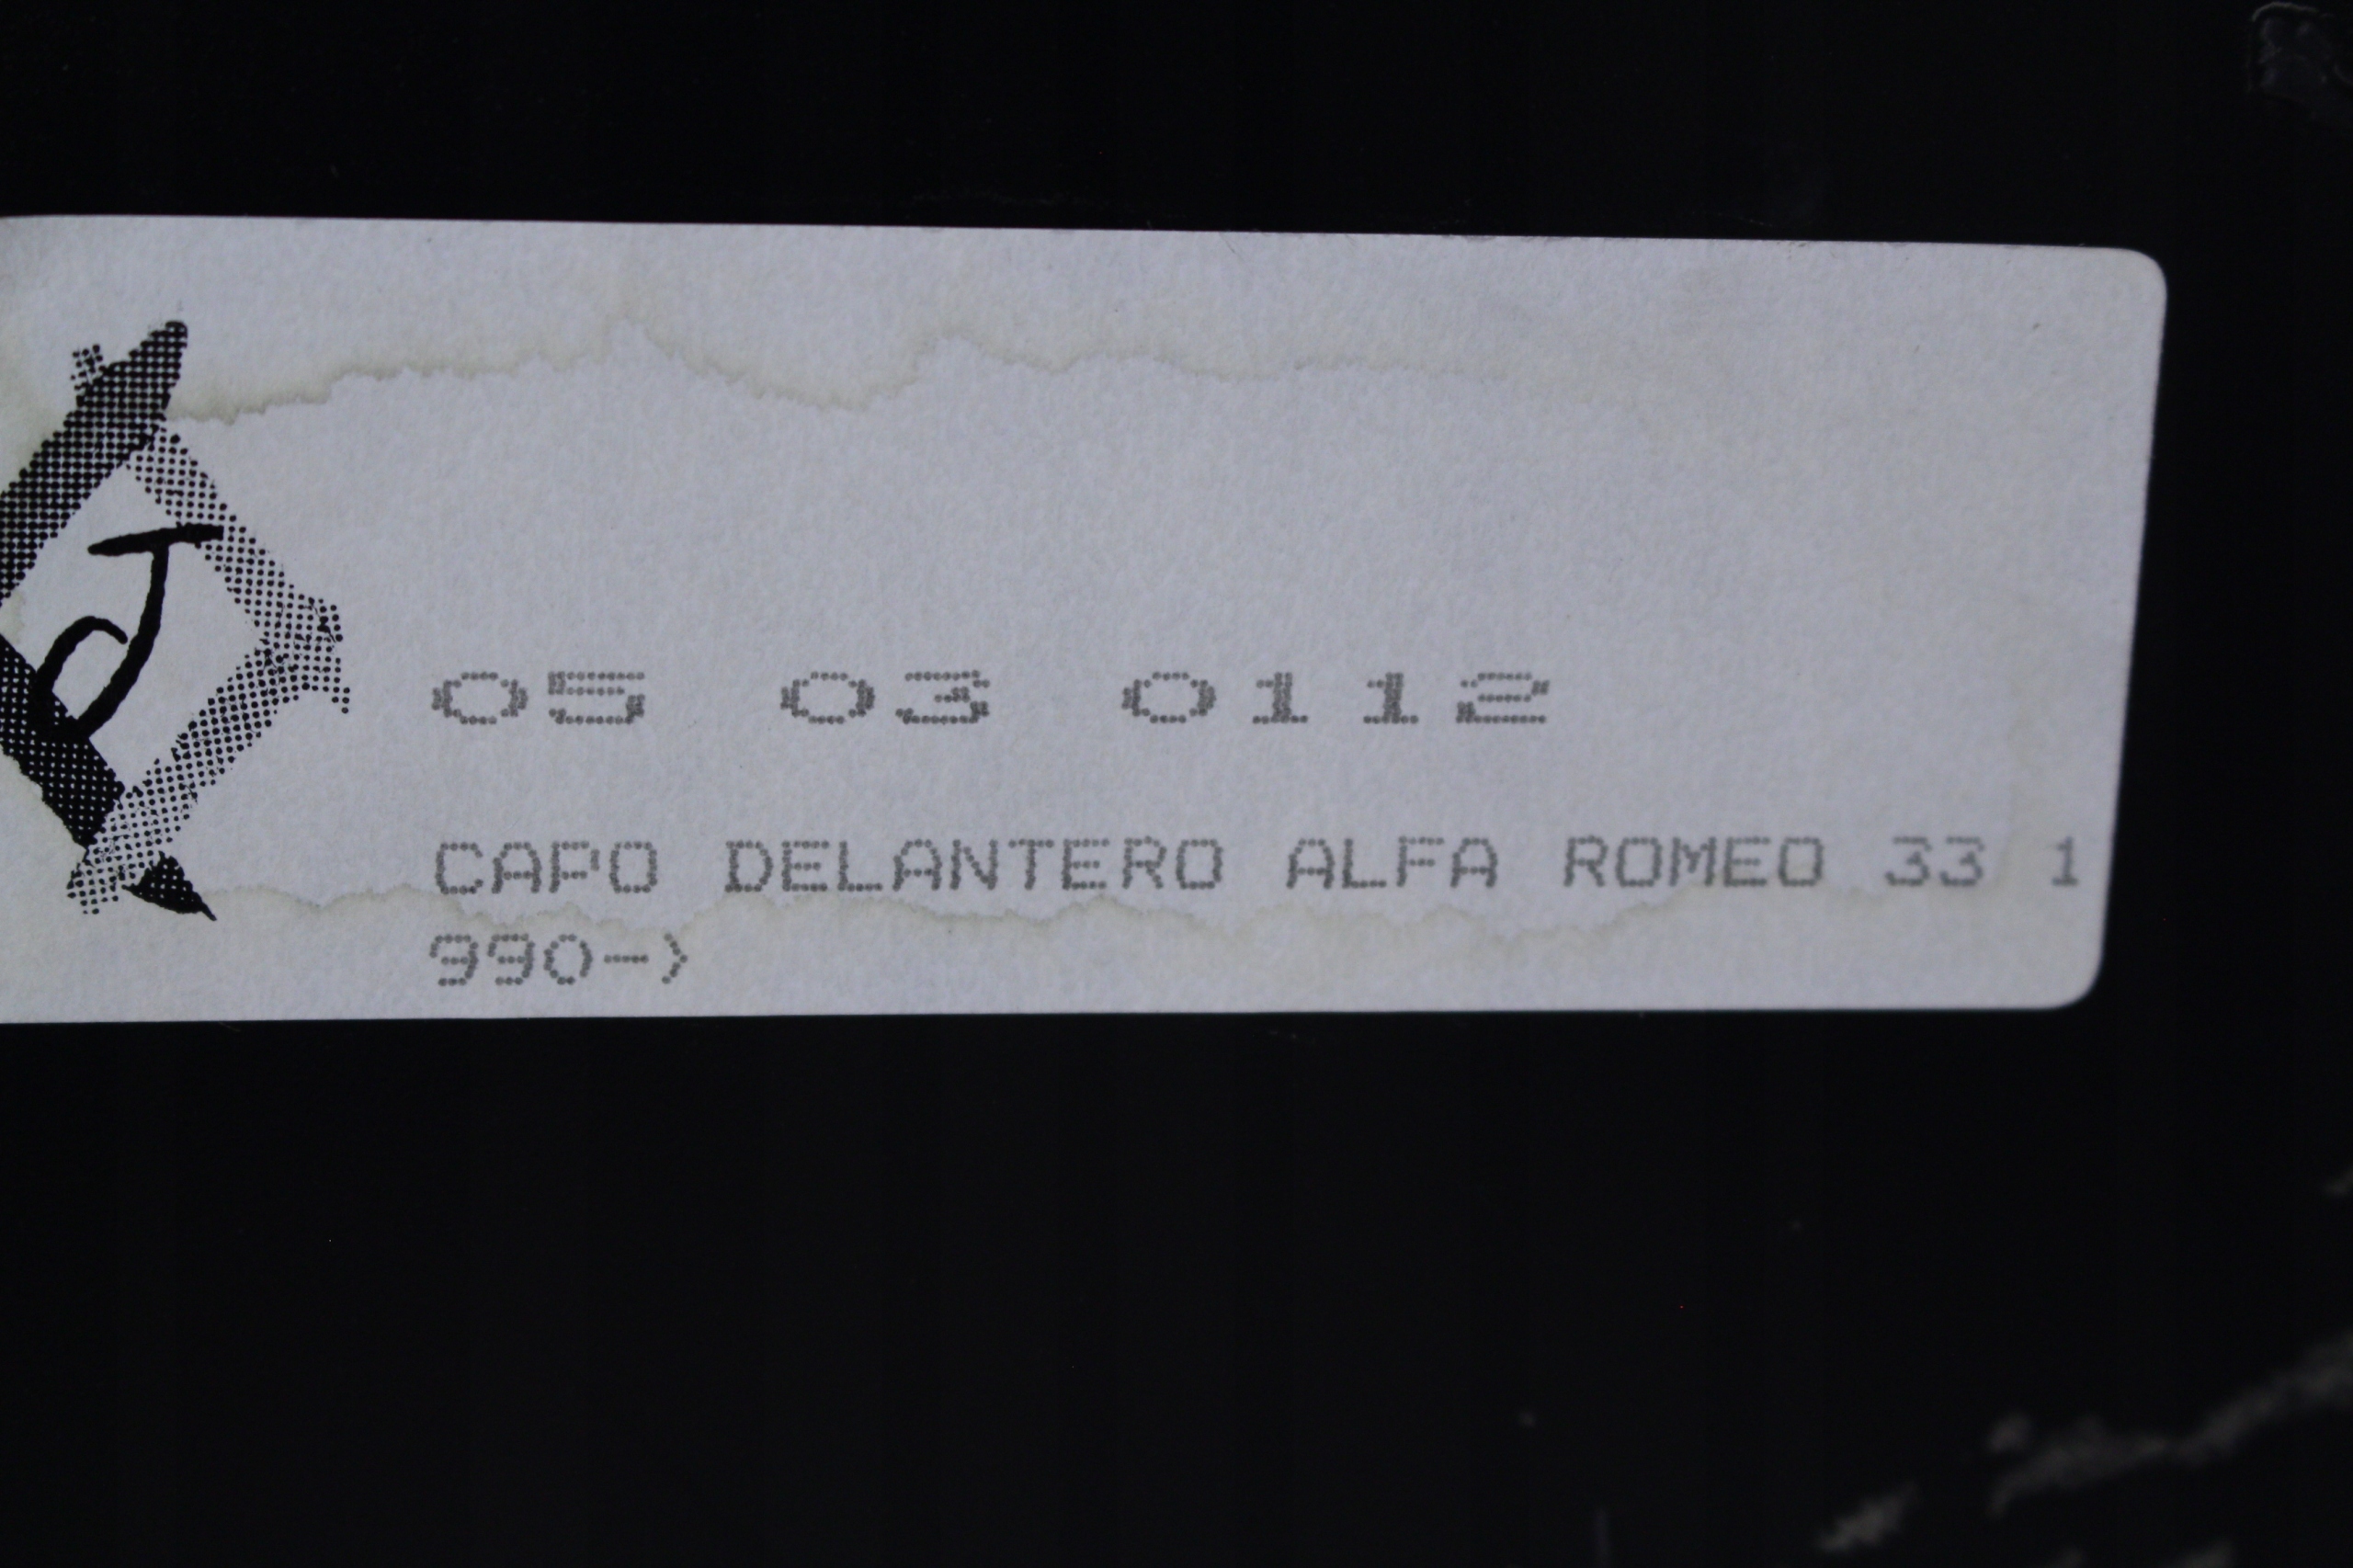 05 03 0112
CAPO DELANTERO ALFA ROMEO 33 1
990->